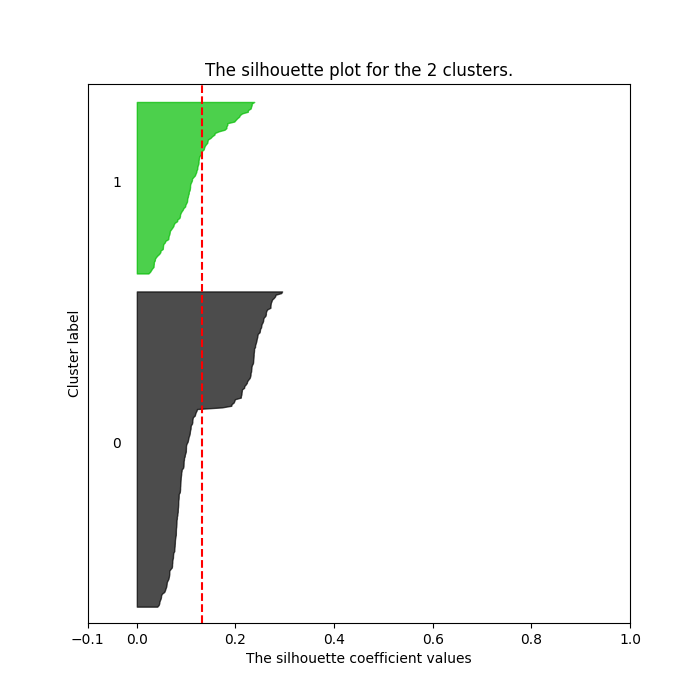 The silhouette plot for the 2 clusters.
1
Cluster label
0
−0.1 0.0 0.2 0.4 0.6 0.8 1.0
The silhouette coefficient values